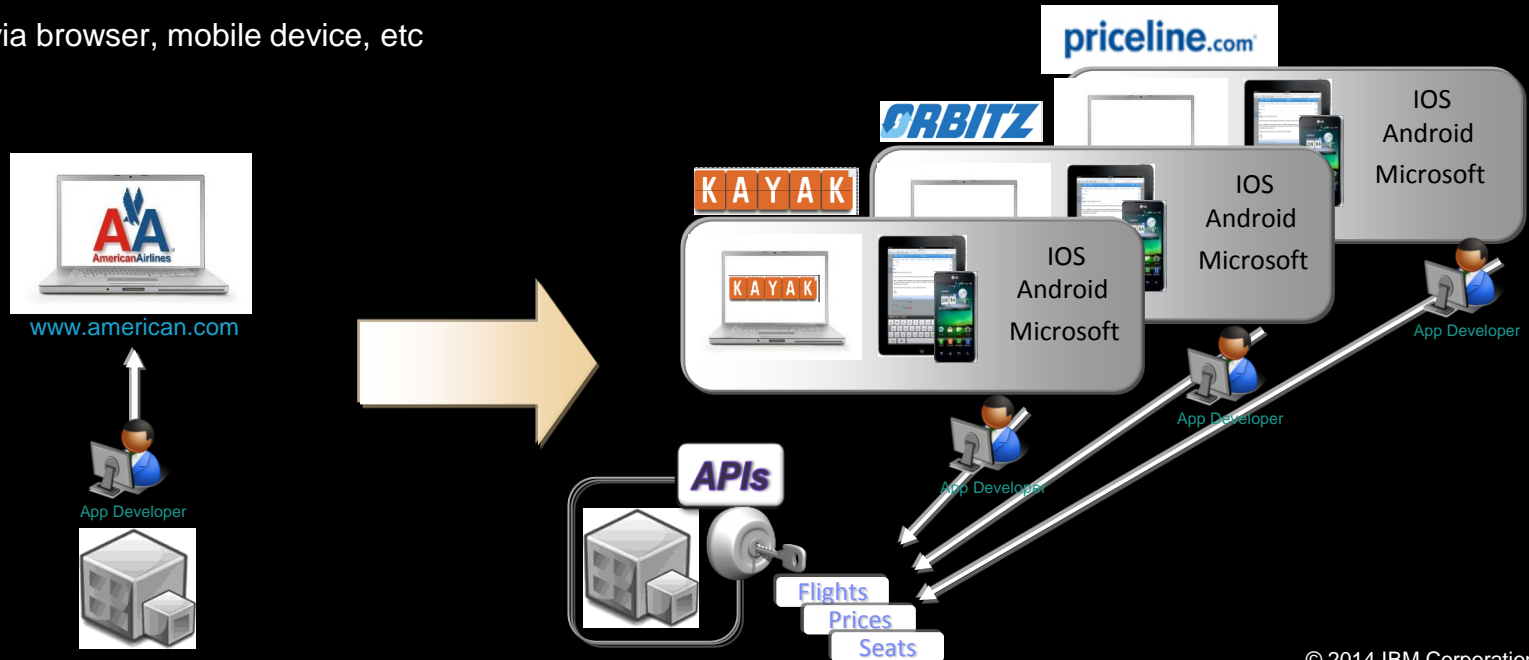 via browser, mobile device, etc
AA
AmericanAirlines
www.american.com
App Developer
priceline.com
IOS
Android
Microsoft
App Developer
ORBITZ
IOS
Android
Microsoft
App Developer
KAYAK
KAYAK
IOS
Android
Microsoft
App Developer
APIs
Flights
Prices
Seats
© 2014 IBM Corporation